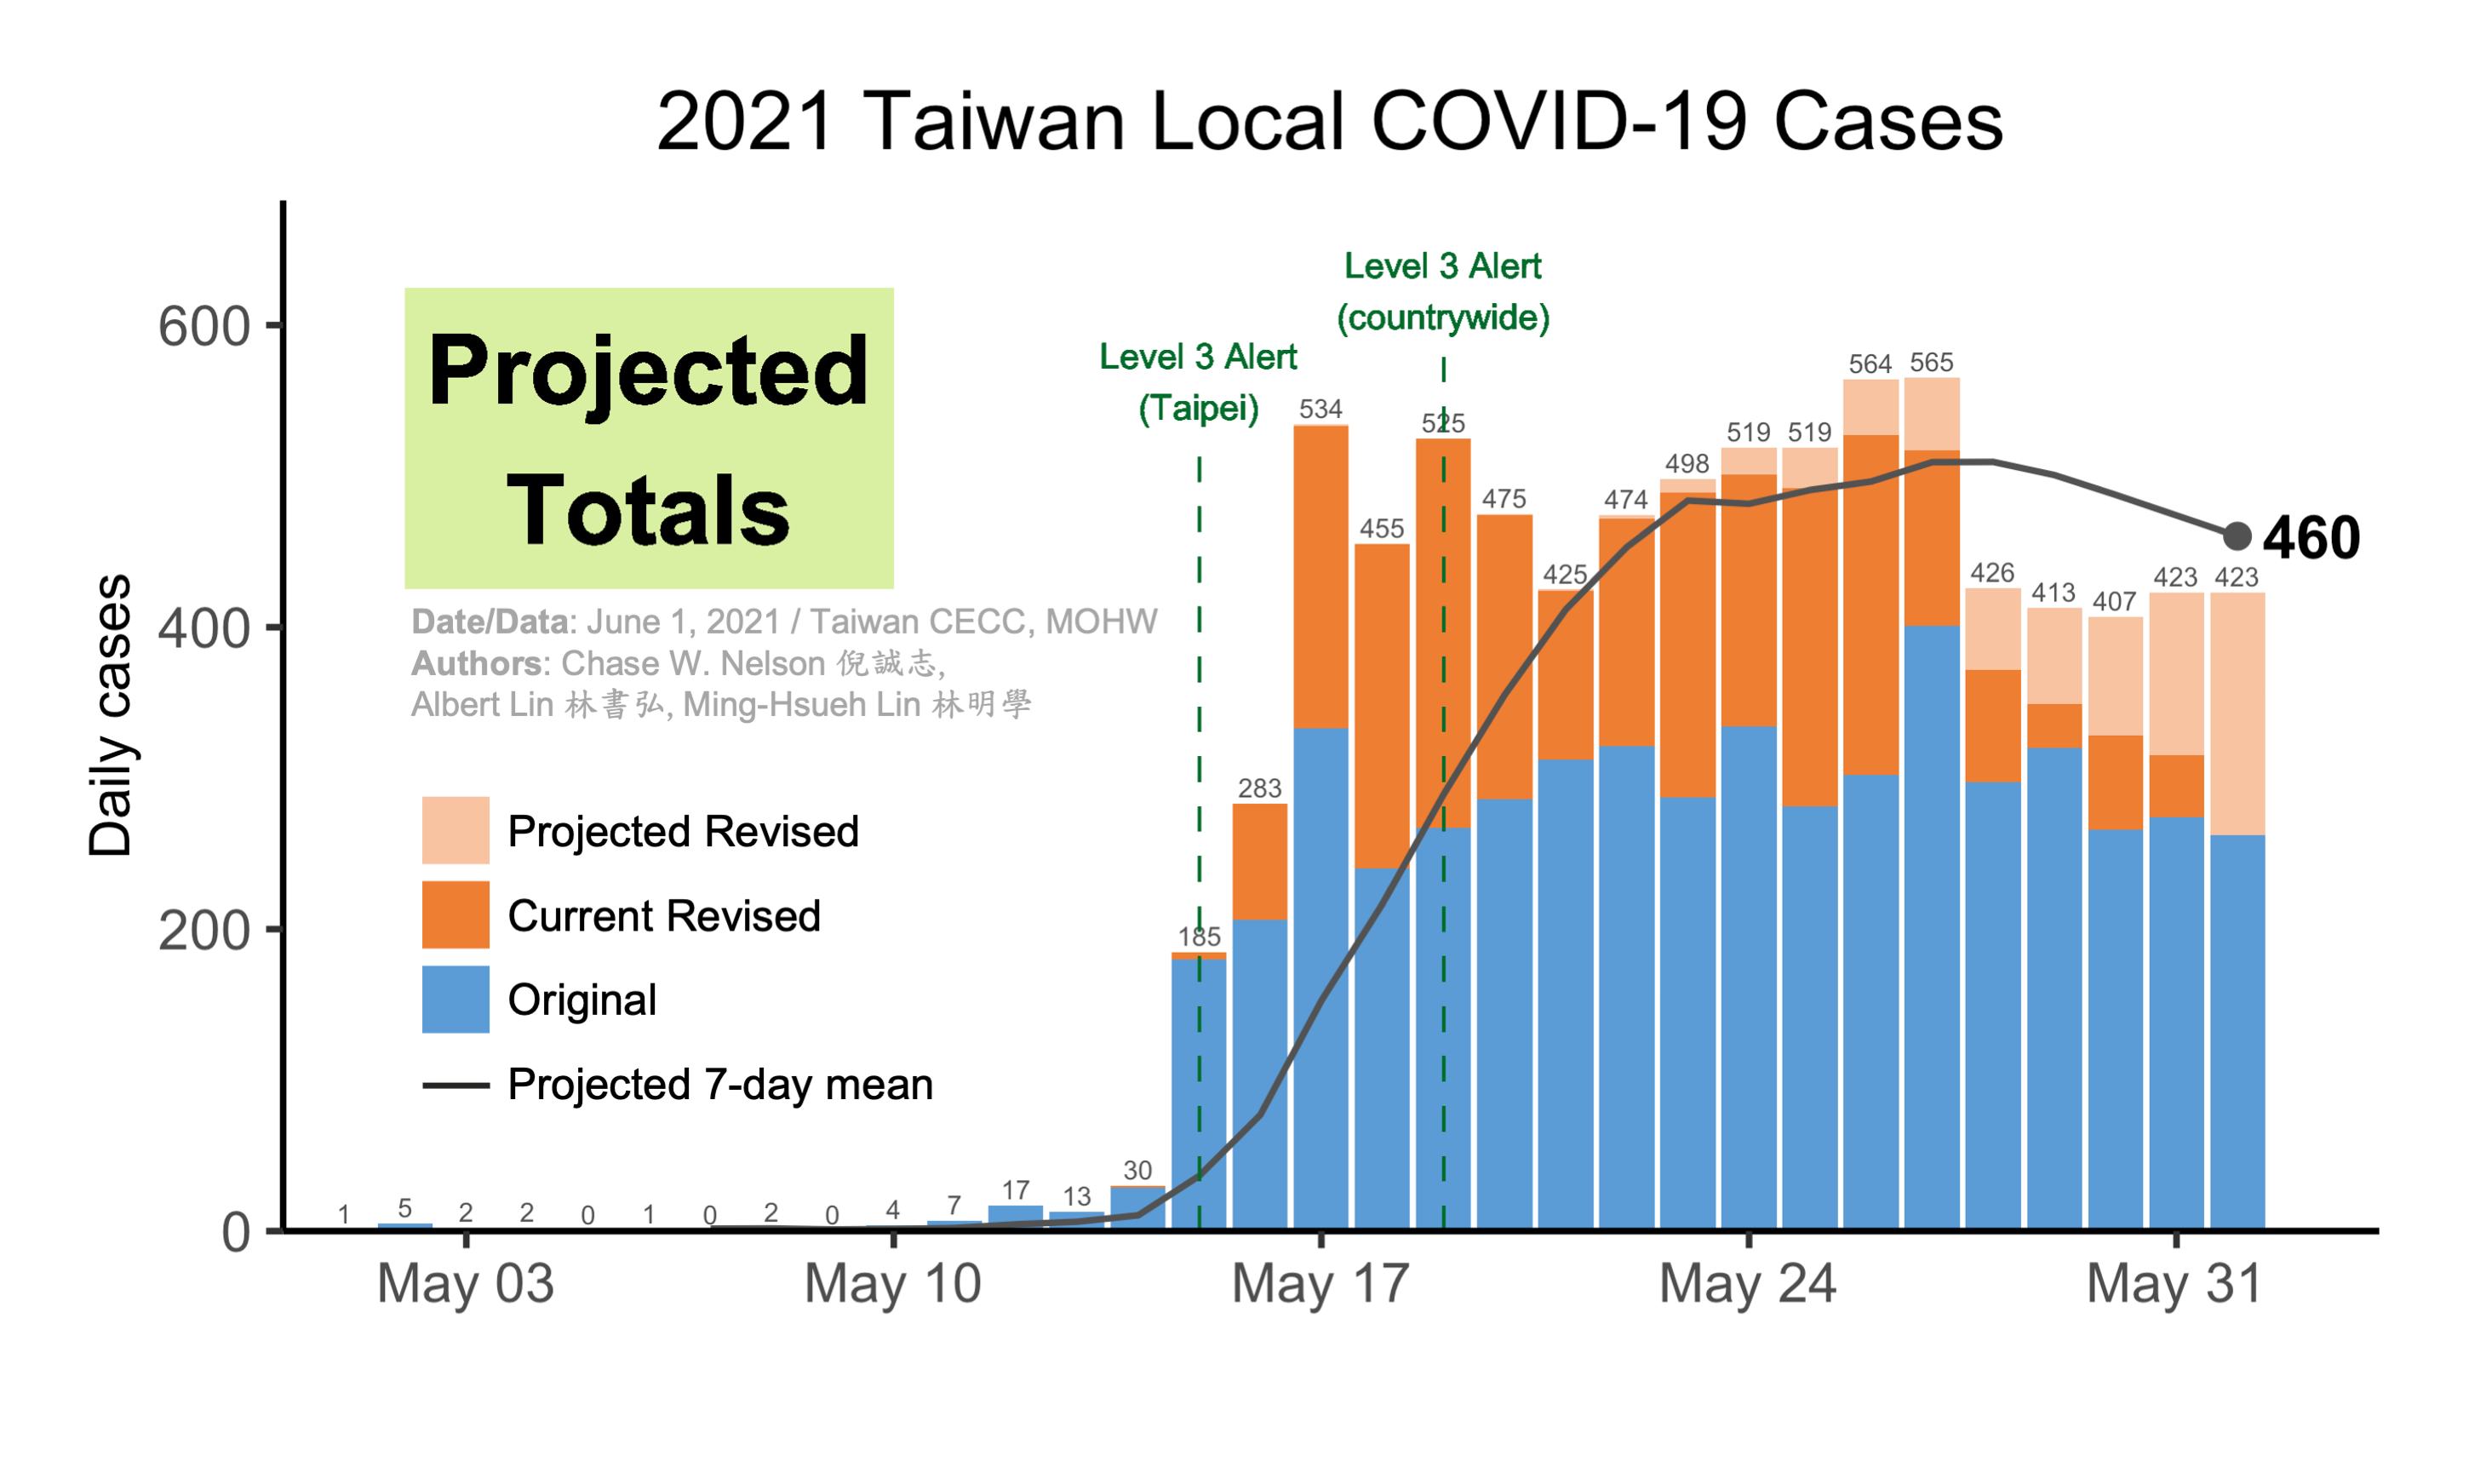 2021 Taiwan Local COVID-19 Cases
Level 3 Alert
(countrywide)
Level 3 Alert
(Taipei)
Projected
Totals
Date/Data: June 1, 2021 / Taiwan CECC, MOHW
Authors: Chase W. Nelson 倪誠志,
Albert Lin 林書弘, Ming-Hsueh Lin 林明學
Projected Revised
Current Revised
Original
Projected 7-day mean
Daily cases
600
400
200
0
1 5 2 2 0 1 0 2 0 4 7 17 13 30 185 283 534 455 525 475 425 474 498 519 519 564 565 426 413 407 423 423
460
May 03 May 10 May 17 May 24 May 31